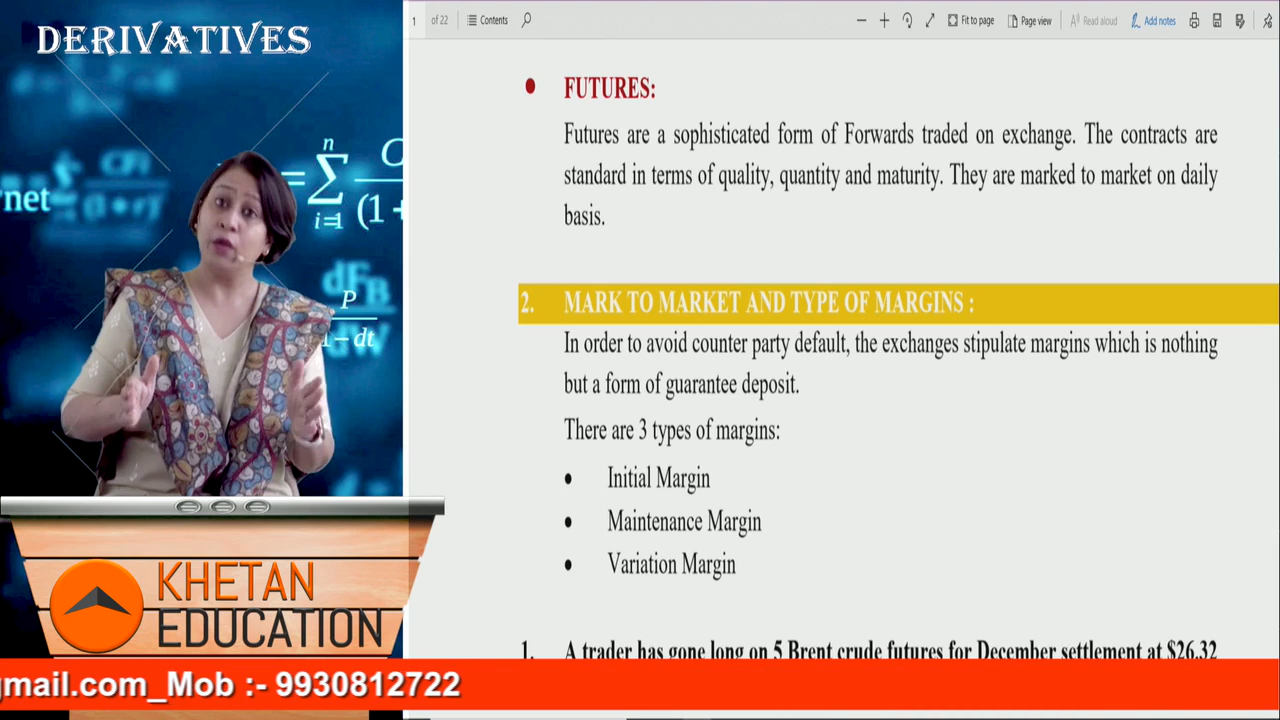 DERIVATIVES
1 of 22 Contents Fit to page Page view Read aloud Add notes
FUTURES:
Futures are a sophisticated form of Forwards traded on exchange. The contracts are
standard in terms of quality, quantity and maturity. They are marked to market on daily
basis.
2. MARK TO MARKET AND TYPE OF MARGINS :
In order to avoid counter party default, the exchanges stipulate margins which is nothing
but a form of guarantee deposit.
There are 3 types of margins:
Initial Margin
Maintenance Margin
Variation Margin
1. A trader has gone long on 5 Brent crude futures for December settlement at $26.32
KHETAN
EDUCATION
gmail.com_Mob :- 9930812722